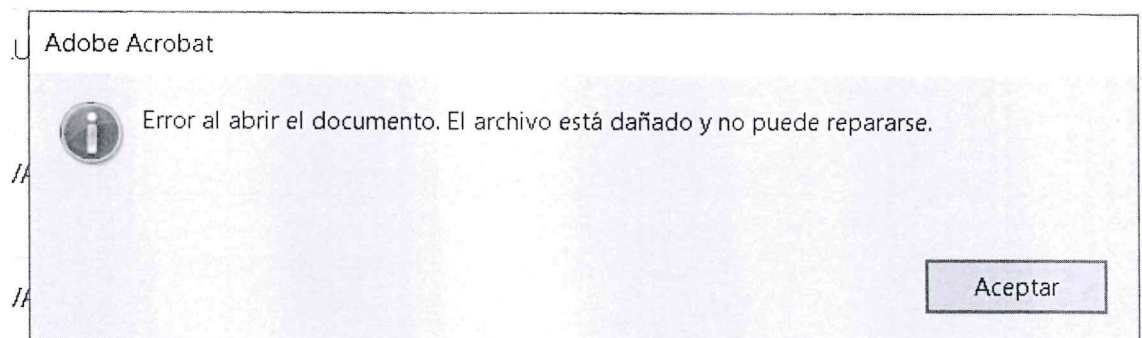 Adobe Acrobat
Error al abrir el documento. El archivo está dañado y no puede repararse.
Aceptar